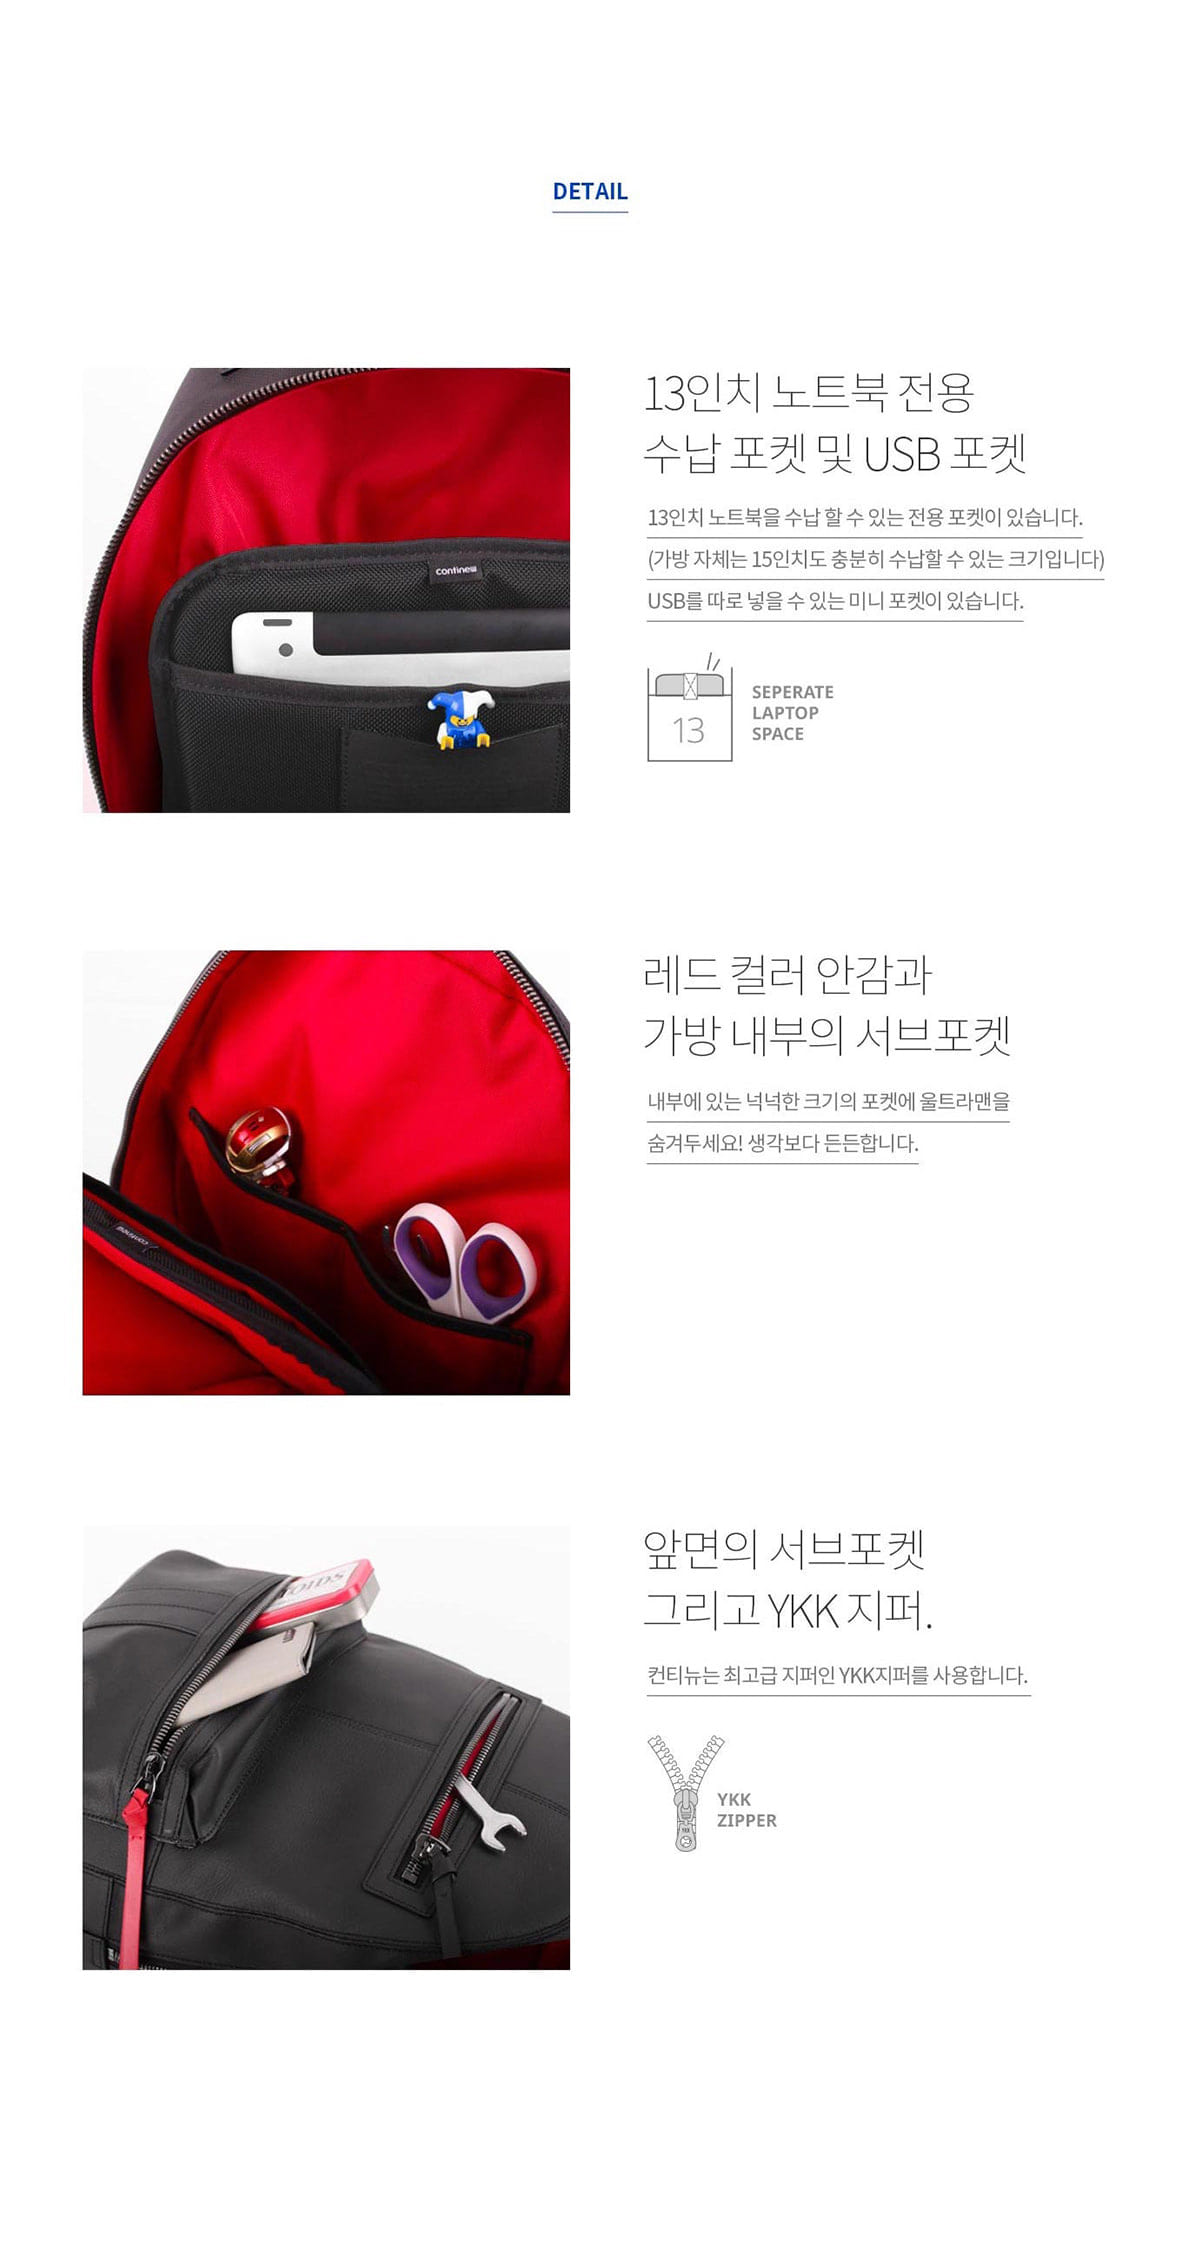 DETAIL
continew
13인치 노트북 전용
수납 포켓 및 USB 포켓
13인치 노트북을 수납 할 수 있는 전용 포켓이 있습니다.
(가방 자체는 15인치도 충분히 수납할 수 있는 크기입니다)
USB를 따로 넣을 수 있는 미니 포켓이 있습니다.
13
SEPERATE
LAPTOP
SPACE
레드 컬러 안감과
가방 내부의 서브포켓
내부에 있는 넉넉한 크기의 포켓에 울트라맨을
숨겨두세요! 생각보다 든든합니다.
continew
앞면의 서브포켓
그리고 YKK 지퍼.
컨티뉴는 최고급 지퍼인 YKK지퍼를 사용합니다.
YKK
ZIPPER